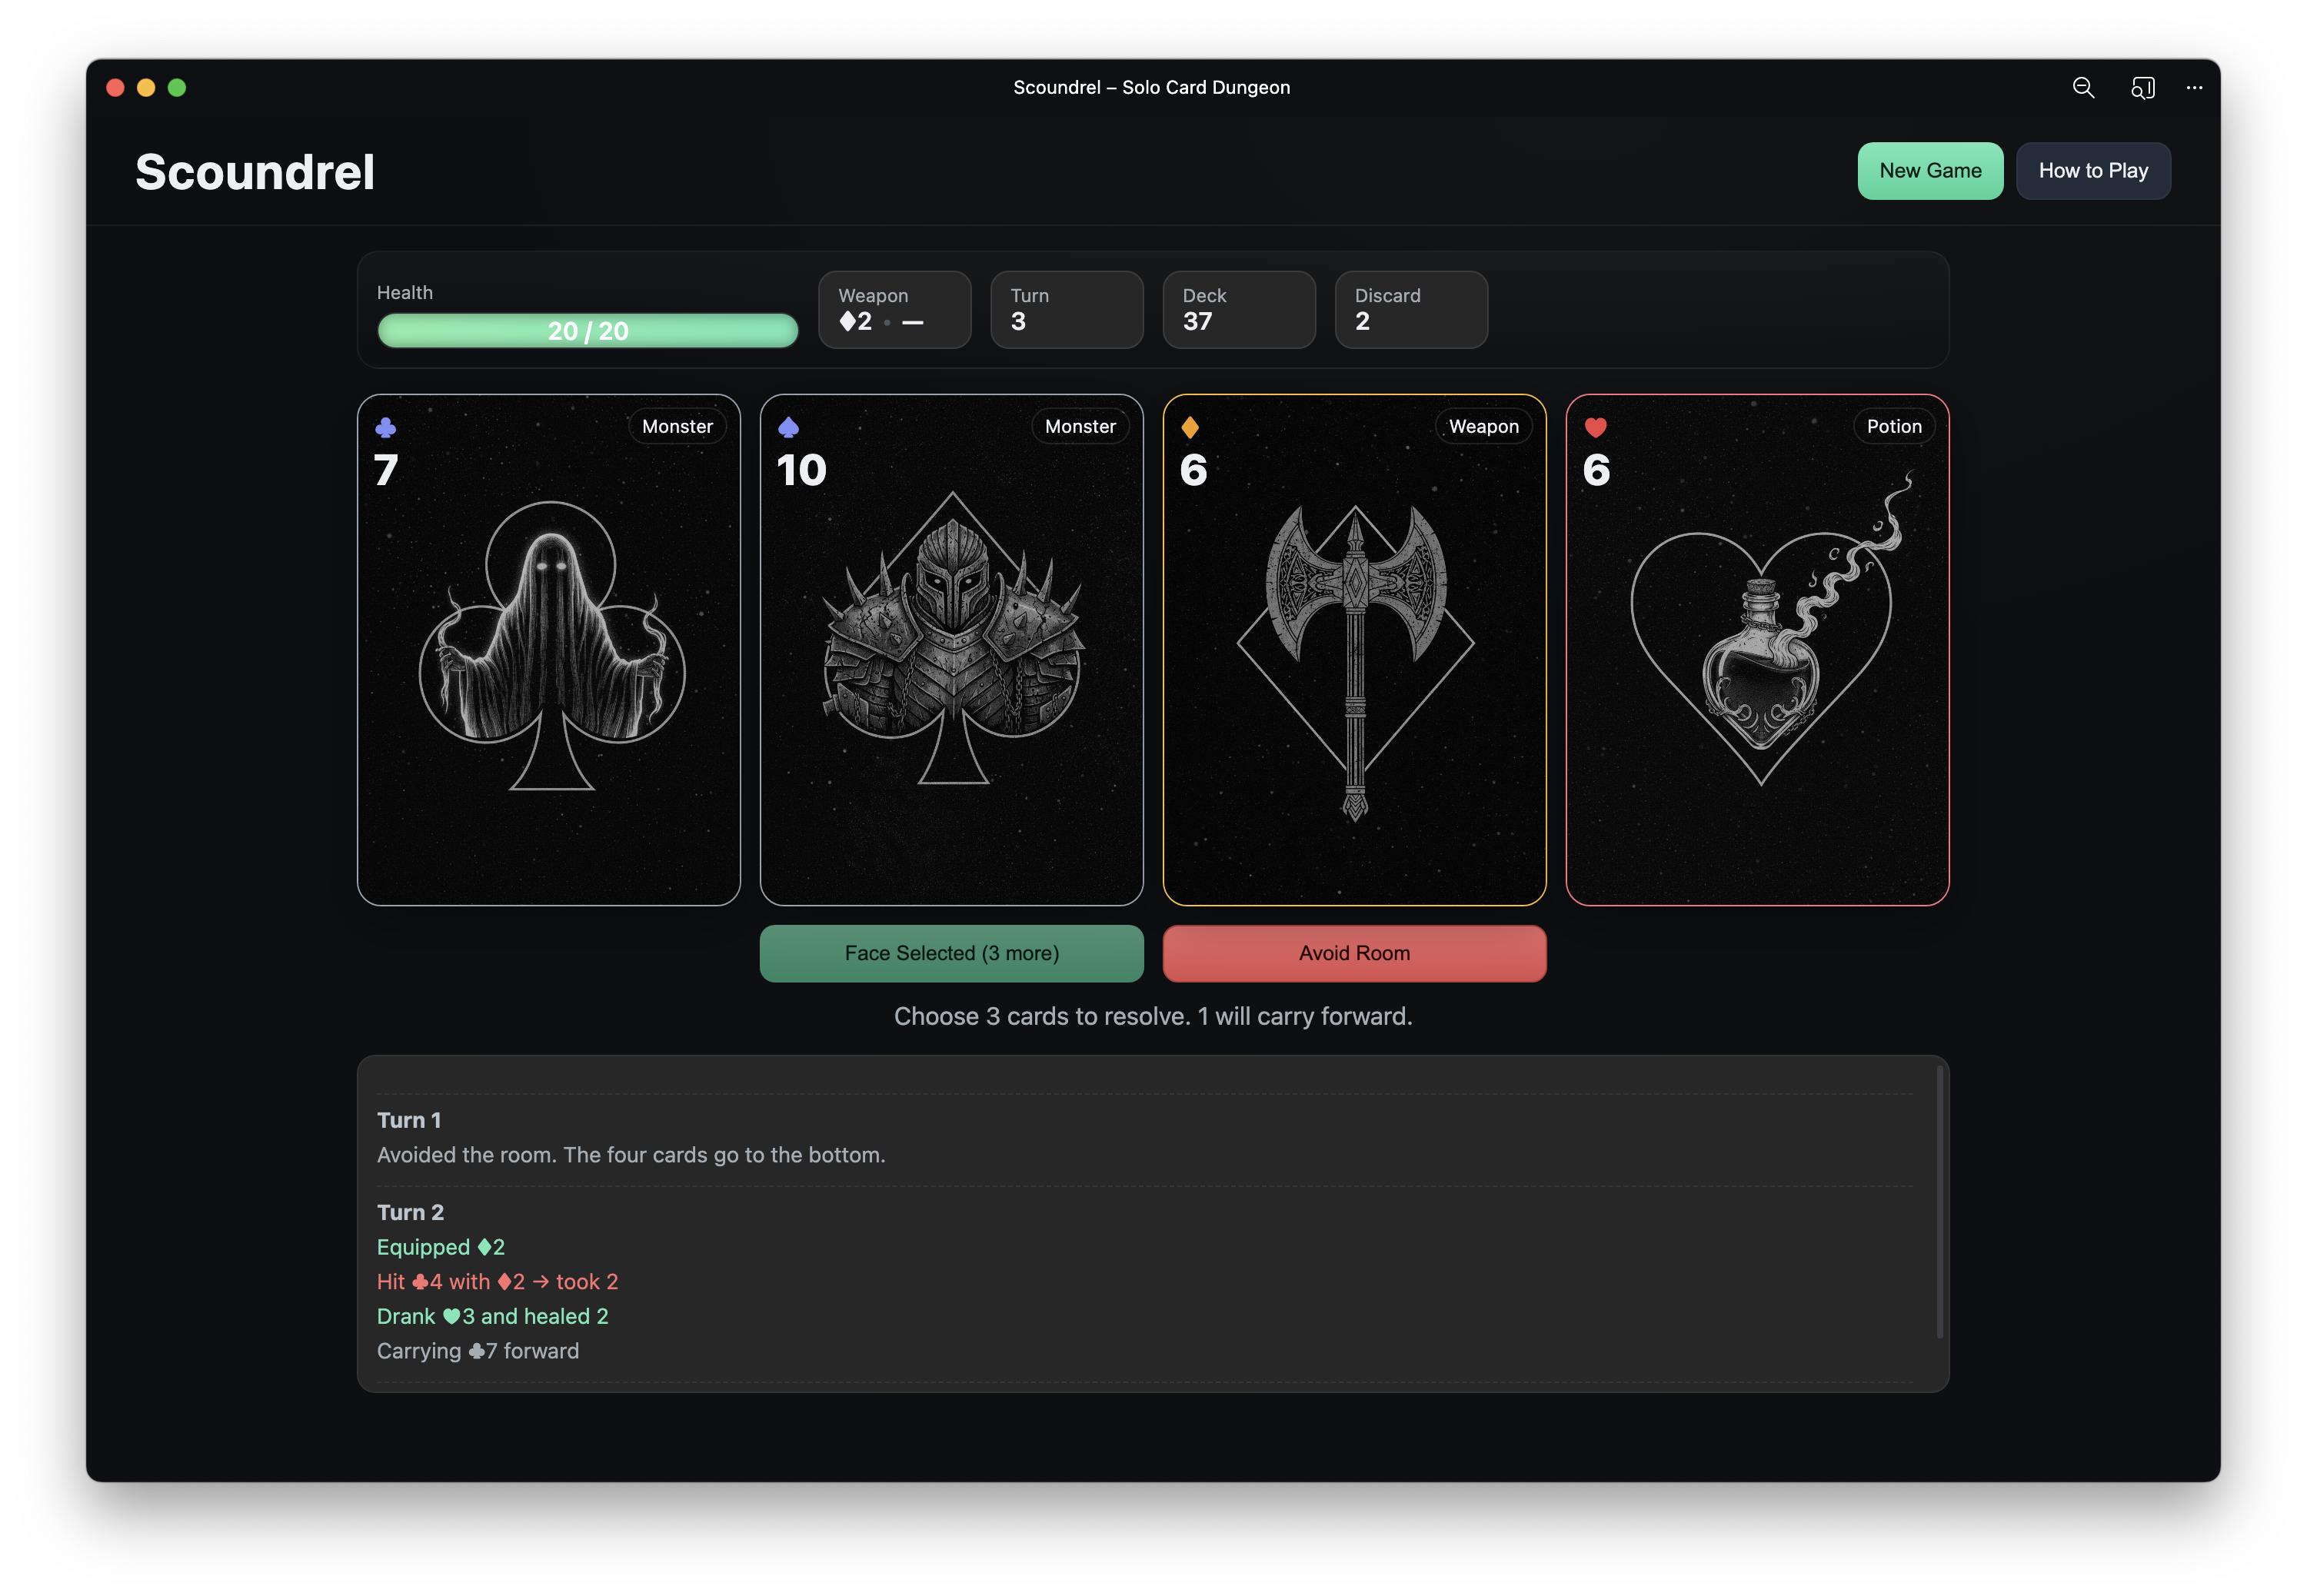 Scoundrel – Solo Card Dungeon
Scoundrel
New Game
How to Play
Health
20 / 20
Weapon
♦2 • —
Turn
3
Deck
37
Discard
2
♣
7
Monster
♠
10
Monster
♦
6
Weapon
♥
6
Potion
Face Selected (3 more)
Avoid Room
Choose 3 cards to resolve. 1 will carry forward.
Turn 1
Avoided the room. The four cards go to the bottom.
Turn 2
Equipped ♦2
Hit ♣4 with ♦2 → took 2
Drank ♥3 and healed 2
Carrying ♣7 forward